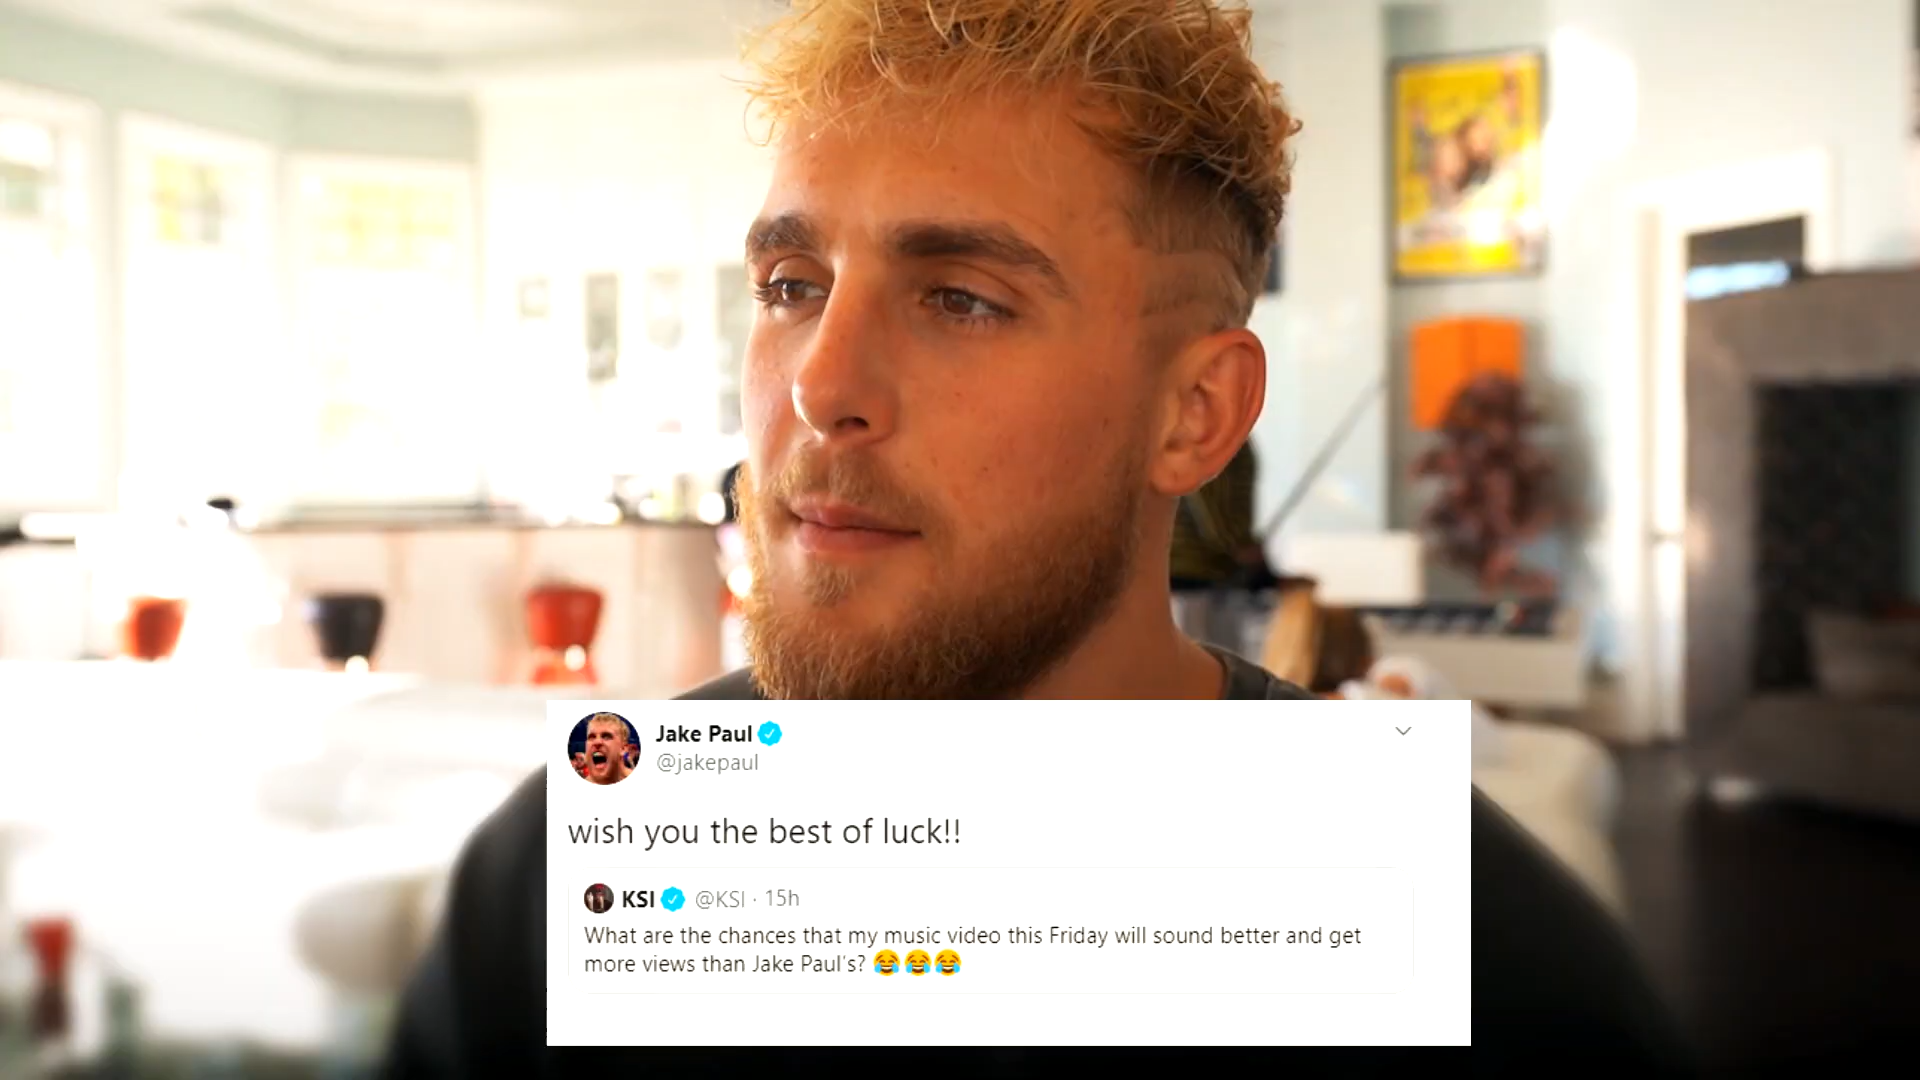 Jake Paul
@jakepaul
wish you the best of luck!!
KSI @KSI · 15h
What are the chances that my music video this Friday will sound better and get
more views than Jake Paul's? 😂😂😂